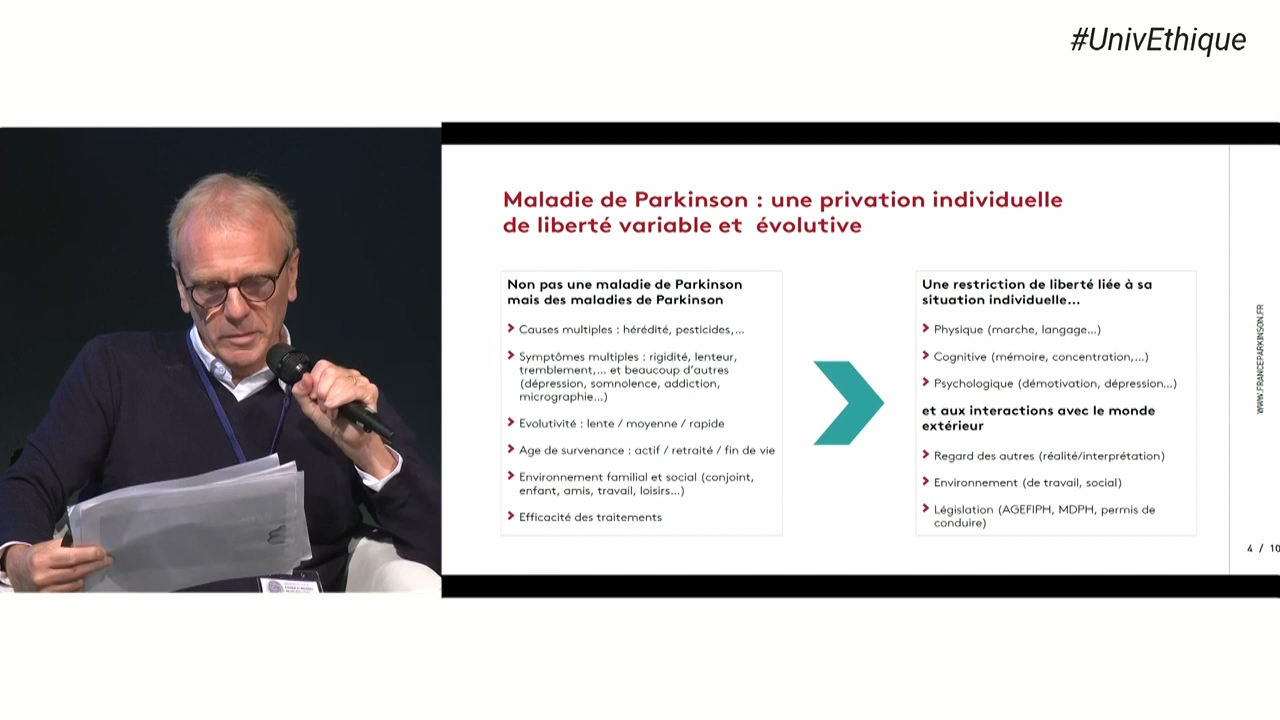 #UnivEthique
Maladie de Parkinson : une privation individuelle
de liberté variable et évolutive
Non pas une maladie de Parkinson
mais des maladies de Parkinson
Causes multiples : hérédité, pesticides,...
Symptômes multiples : rigidité, lenteur,
tremblement,... et beaucoup d'autres
(dépression, somnolence, addiction,
micrographie...)
Evolutivité : lente / moyenne / rapide
Age de survenance : actif / retraité / fin de vie
Environnement familial et social (conjoint,
enfant, amis, travail, loisirs...)
Efficacité des traitements
Une restriction de liberté liée à sa
situation individuelle...
Physique (marche, langage...)
Cognitive (mémoire, concentration,...)
Psychologique (démotivation, dépression...)
et aux interactions avec le monde
extérieur
Regard des autres (réalité/interprétation)
Environnement (de travail, social)
Législation (AGEFIPH, MDPH, permis de
conduire)
WWW.FRANCEPARKINSON.FR
4 / 10